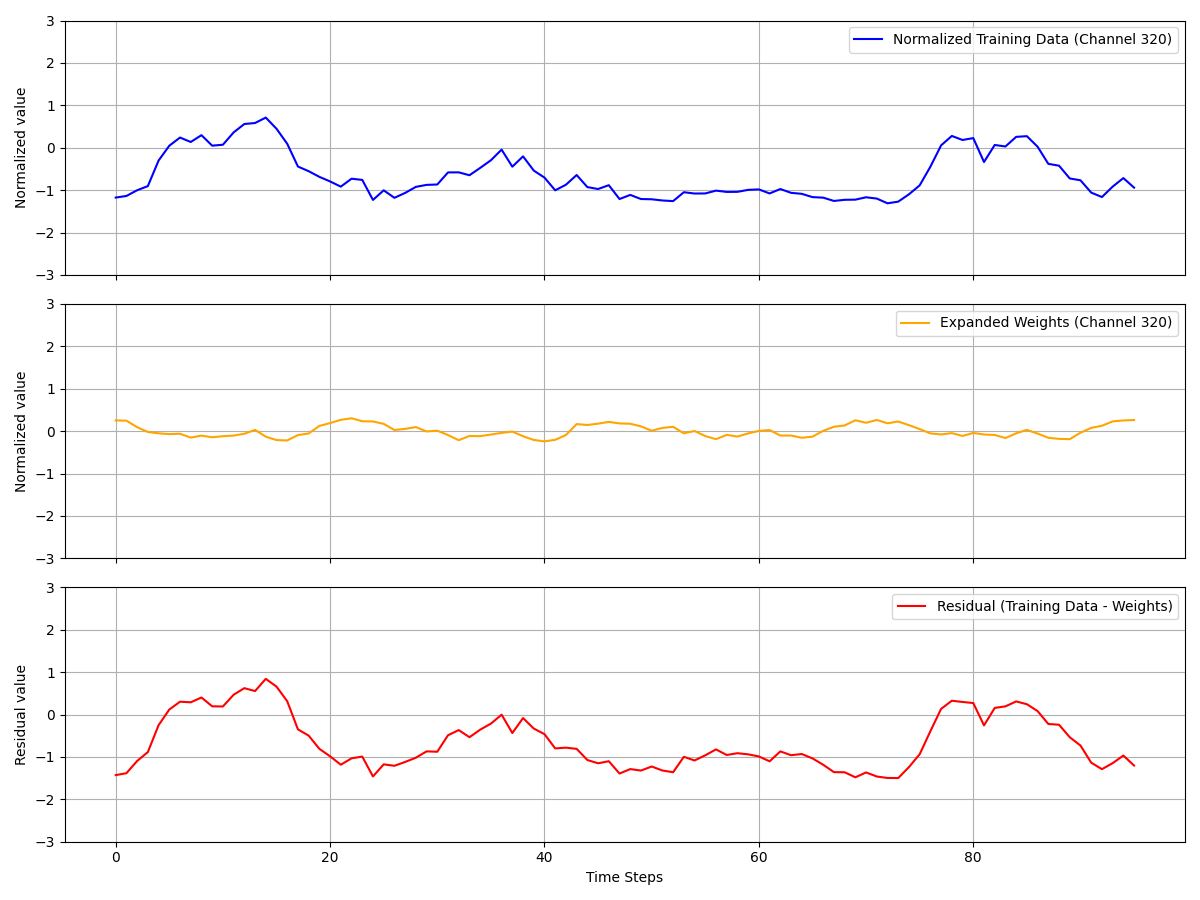 Normalized Training Data (Channel 320)
3
2
1
0
−1
−2
−3
Normalized value
Expanded Weights (Channel 320)
3
2
1
0
−1
−2
−3
Normalized value
Residual (Training Data - Weights)
3
2
1
0
−1
−2
−3
Residual value
0 20 40 60 80
Time Steps